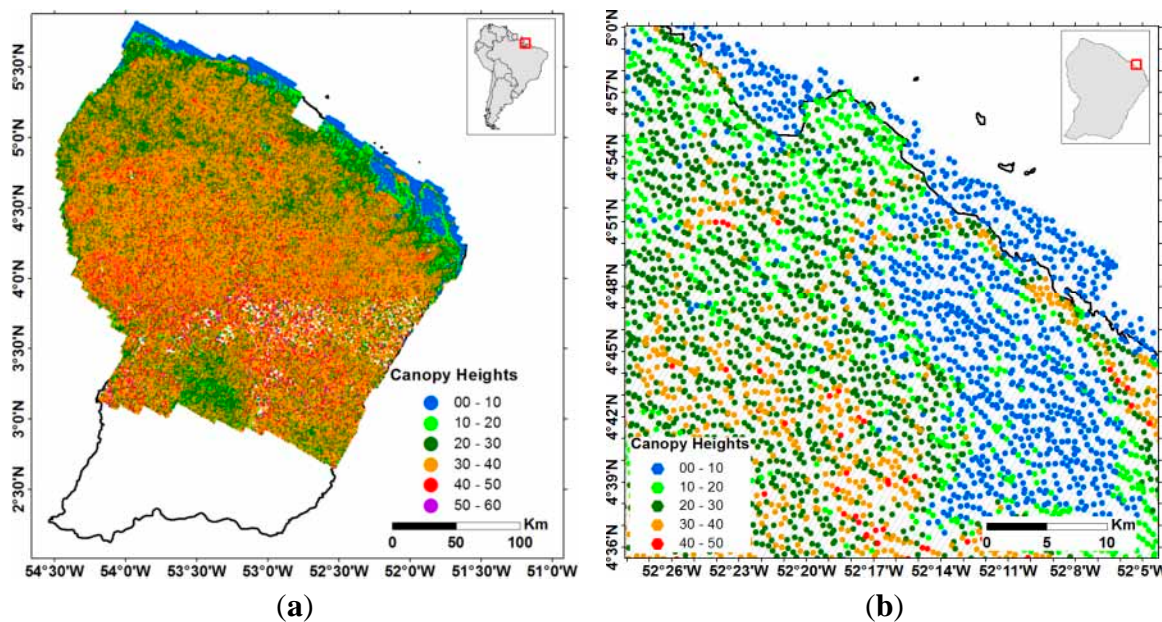 5°30'N
5°0'N
4°30'N
4°0'N
3°30'N
3°0'N
2°30'N
Canopy Heights
00 - 10
10 - 20
20 - 30
30 - 40
40 - 50
50 - 60
Km
0 50 100
54°30'W 54°0'W 53°30'W 53°0'W 52°30'W 52°0'W 51°30'W 51°0'W
(a)
5°0'N
4°57'N
4°54'N
4°51'N
4°48'N
4°45'N
4°42'N
4°39'N
4°36'N
Canopy Heights
00 - 10
10 - 20
20 - 30
30 - 40
40 - 50
Km
0 5 10
52°26'W 52°23'W 52°20'W 52°17'W 52°14'W 52°11'W 52°8'W 52°5'W
(b)